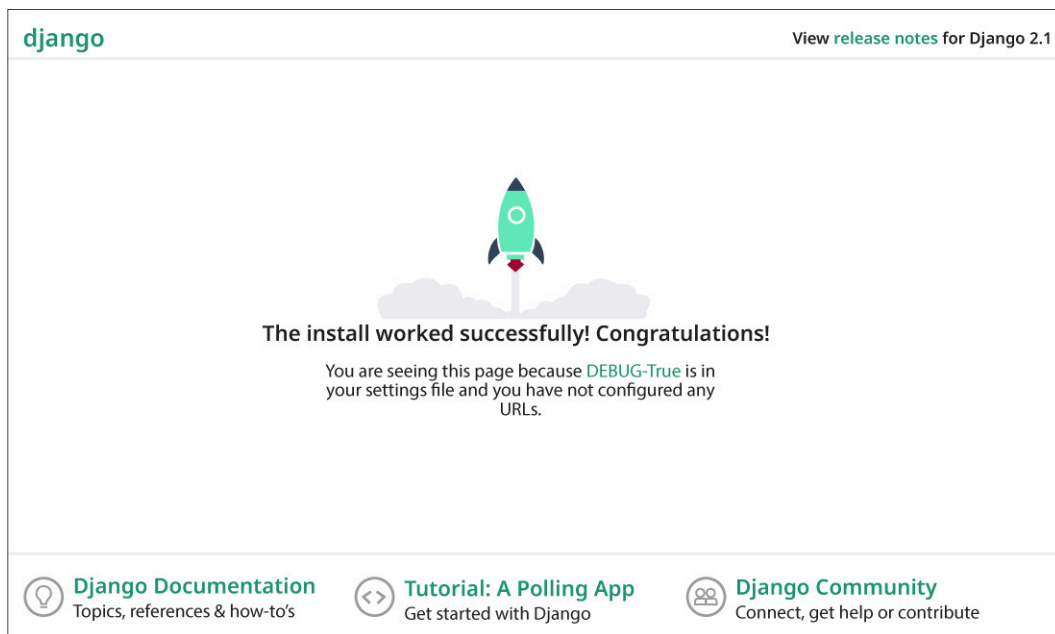 django
View release notes for Django 2.1
The install worked successfully! Congratulations!
You are seeing this page because DEBUG-True is in
your settings file and you have not configured any
URLs.
Django Documentation
Topics, references & how-to's
Tutorial: A Polling App
Get started with Django
Django Community
Connect, get help or contribute